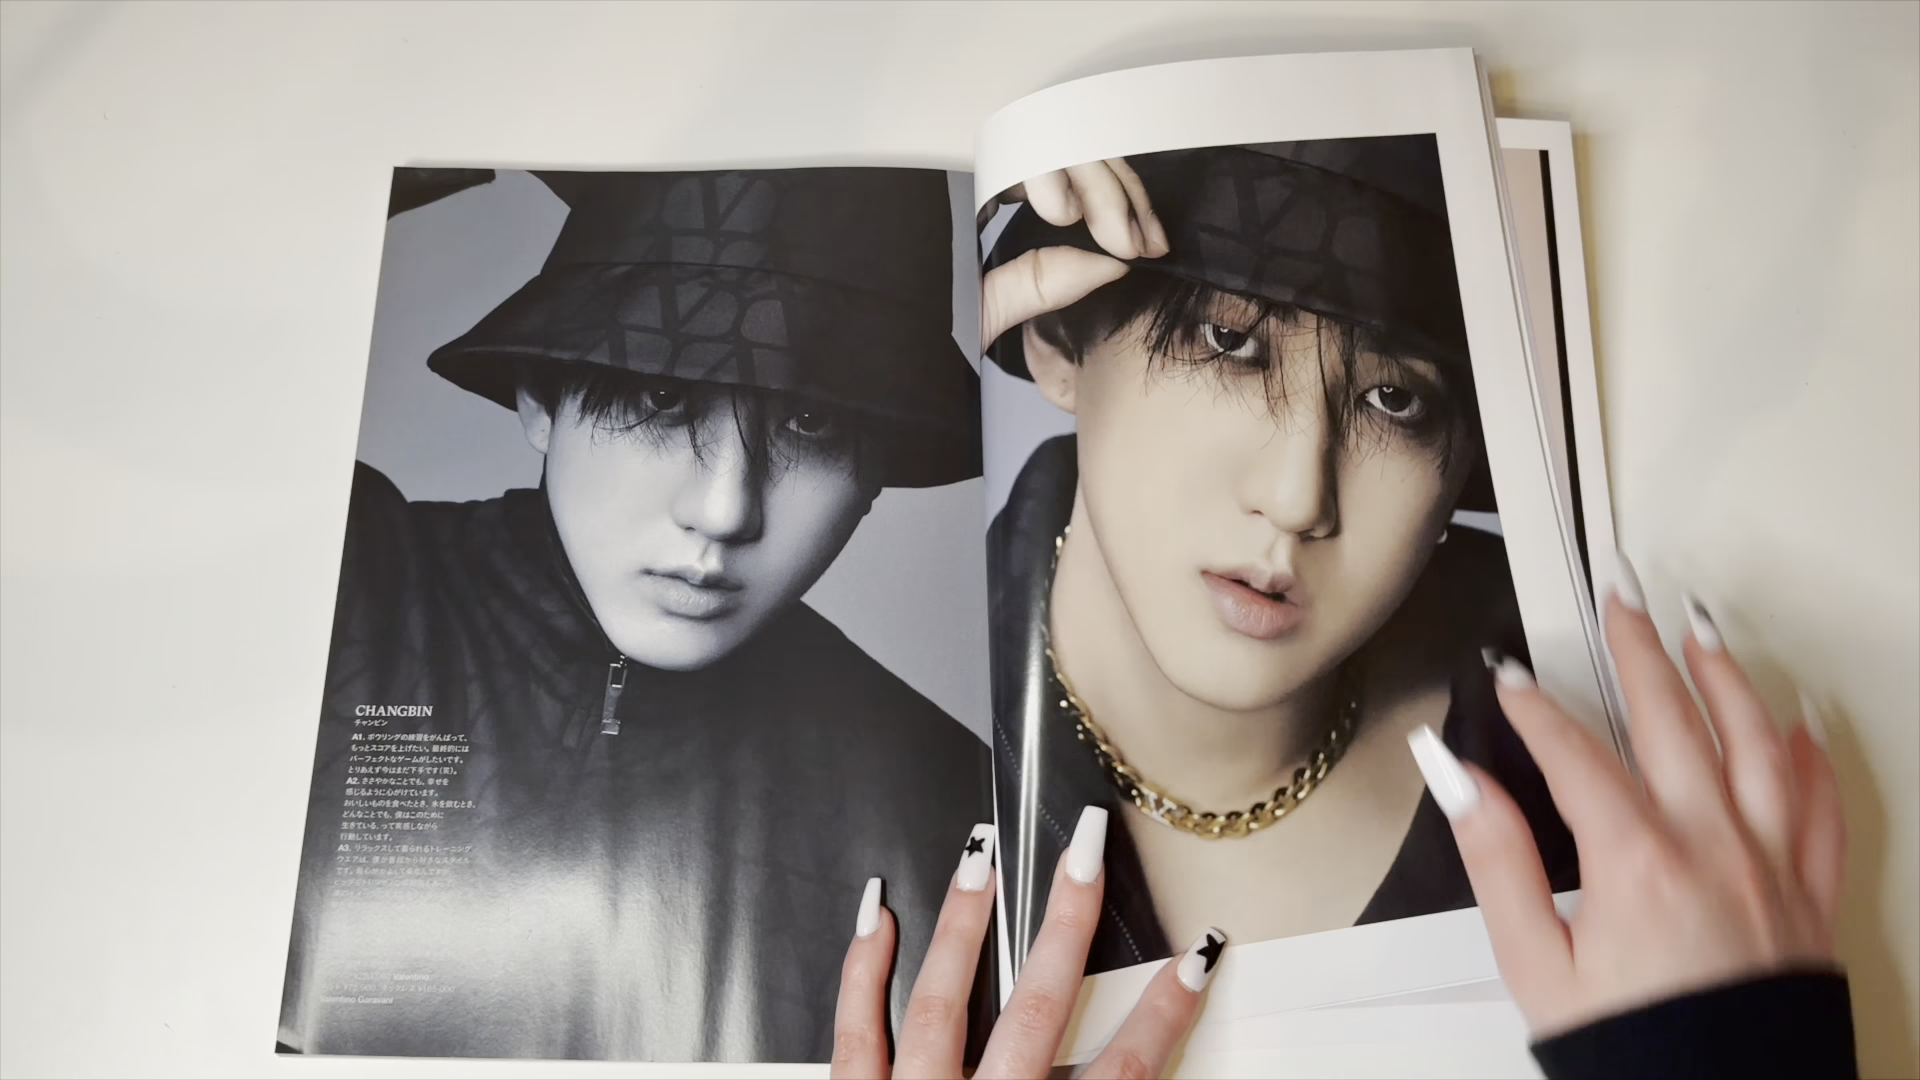 CHANGBIN
チャンビン
A1. ボウリングの練習をがんばって、
もっとスコアを上げたい。最終的には
パーフェクトなゲームがしたいです。
とりあえず今はまだ下手です(笑)。
A2. ささやかなことでも、幸せを
感じるように心がけています。
おいしいものを食べたとき、水を飲むとき、
どんなことでも、僕はこのために
生きている、って実感しながら
行動しています。
A3. リラックスして着られるトレーニング
ウエアは、僕が普段から好きなスタイル
Valentino
Valentino Garavani